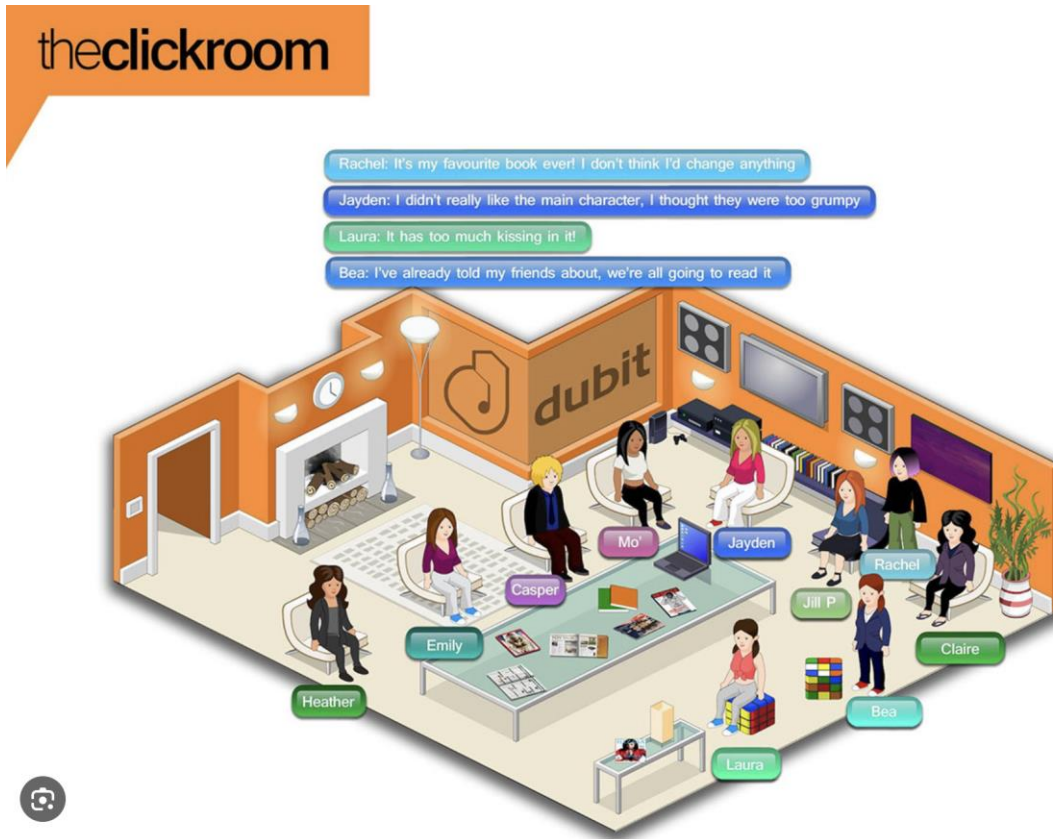 theclickroom
Rachel: It's my favourite book ever! I don't think I'd change anything
Jayden: I didn't really like the main character, I thought they were too grumpy
Laura: It has too much kissing in it!
Bea: I've already told my friends about, we're all going to read it
dubit
Mo'
Jayden
Casper
Rachel
Jill P
Emily
Claire
Heather
Bea
Laura